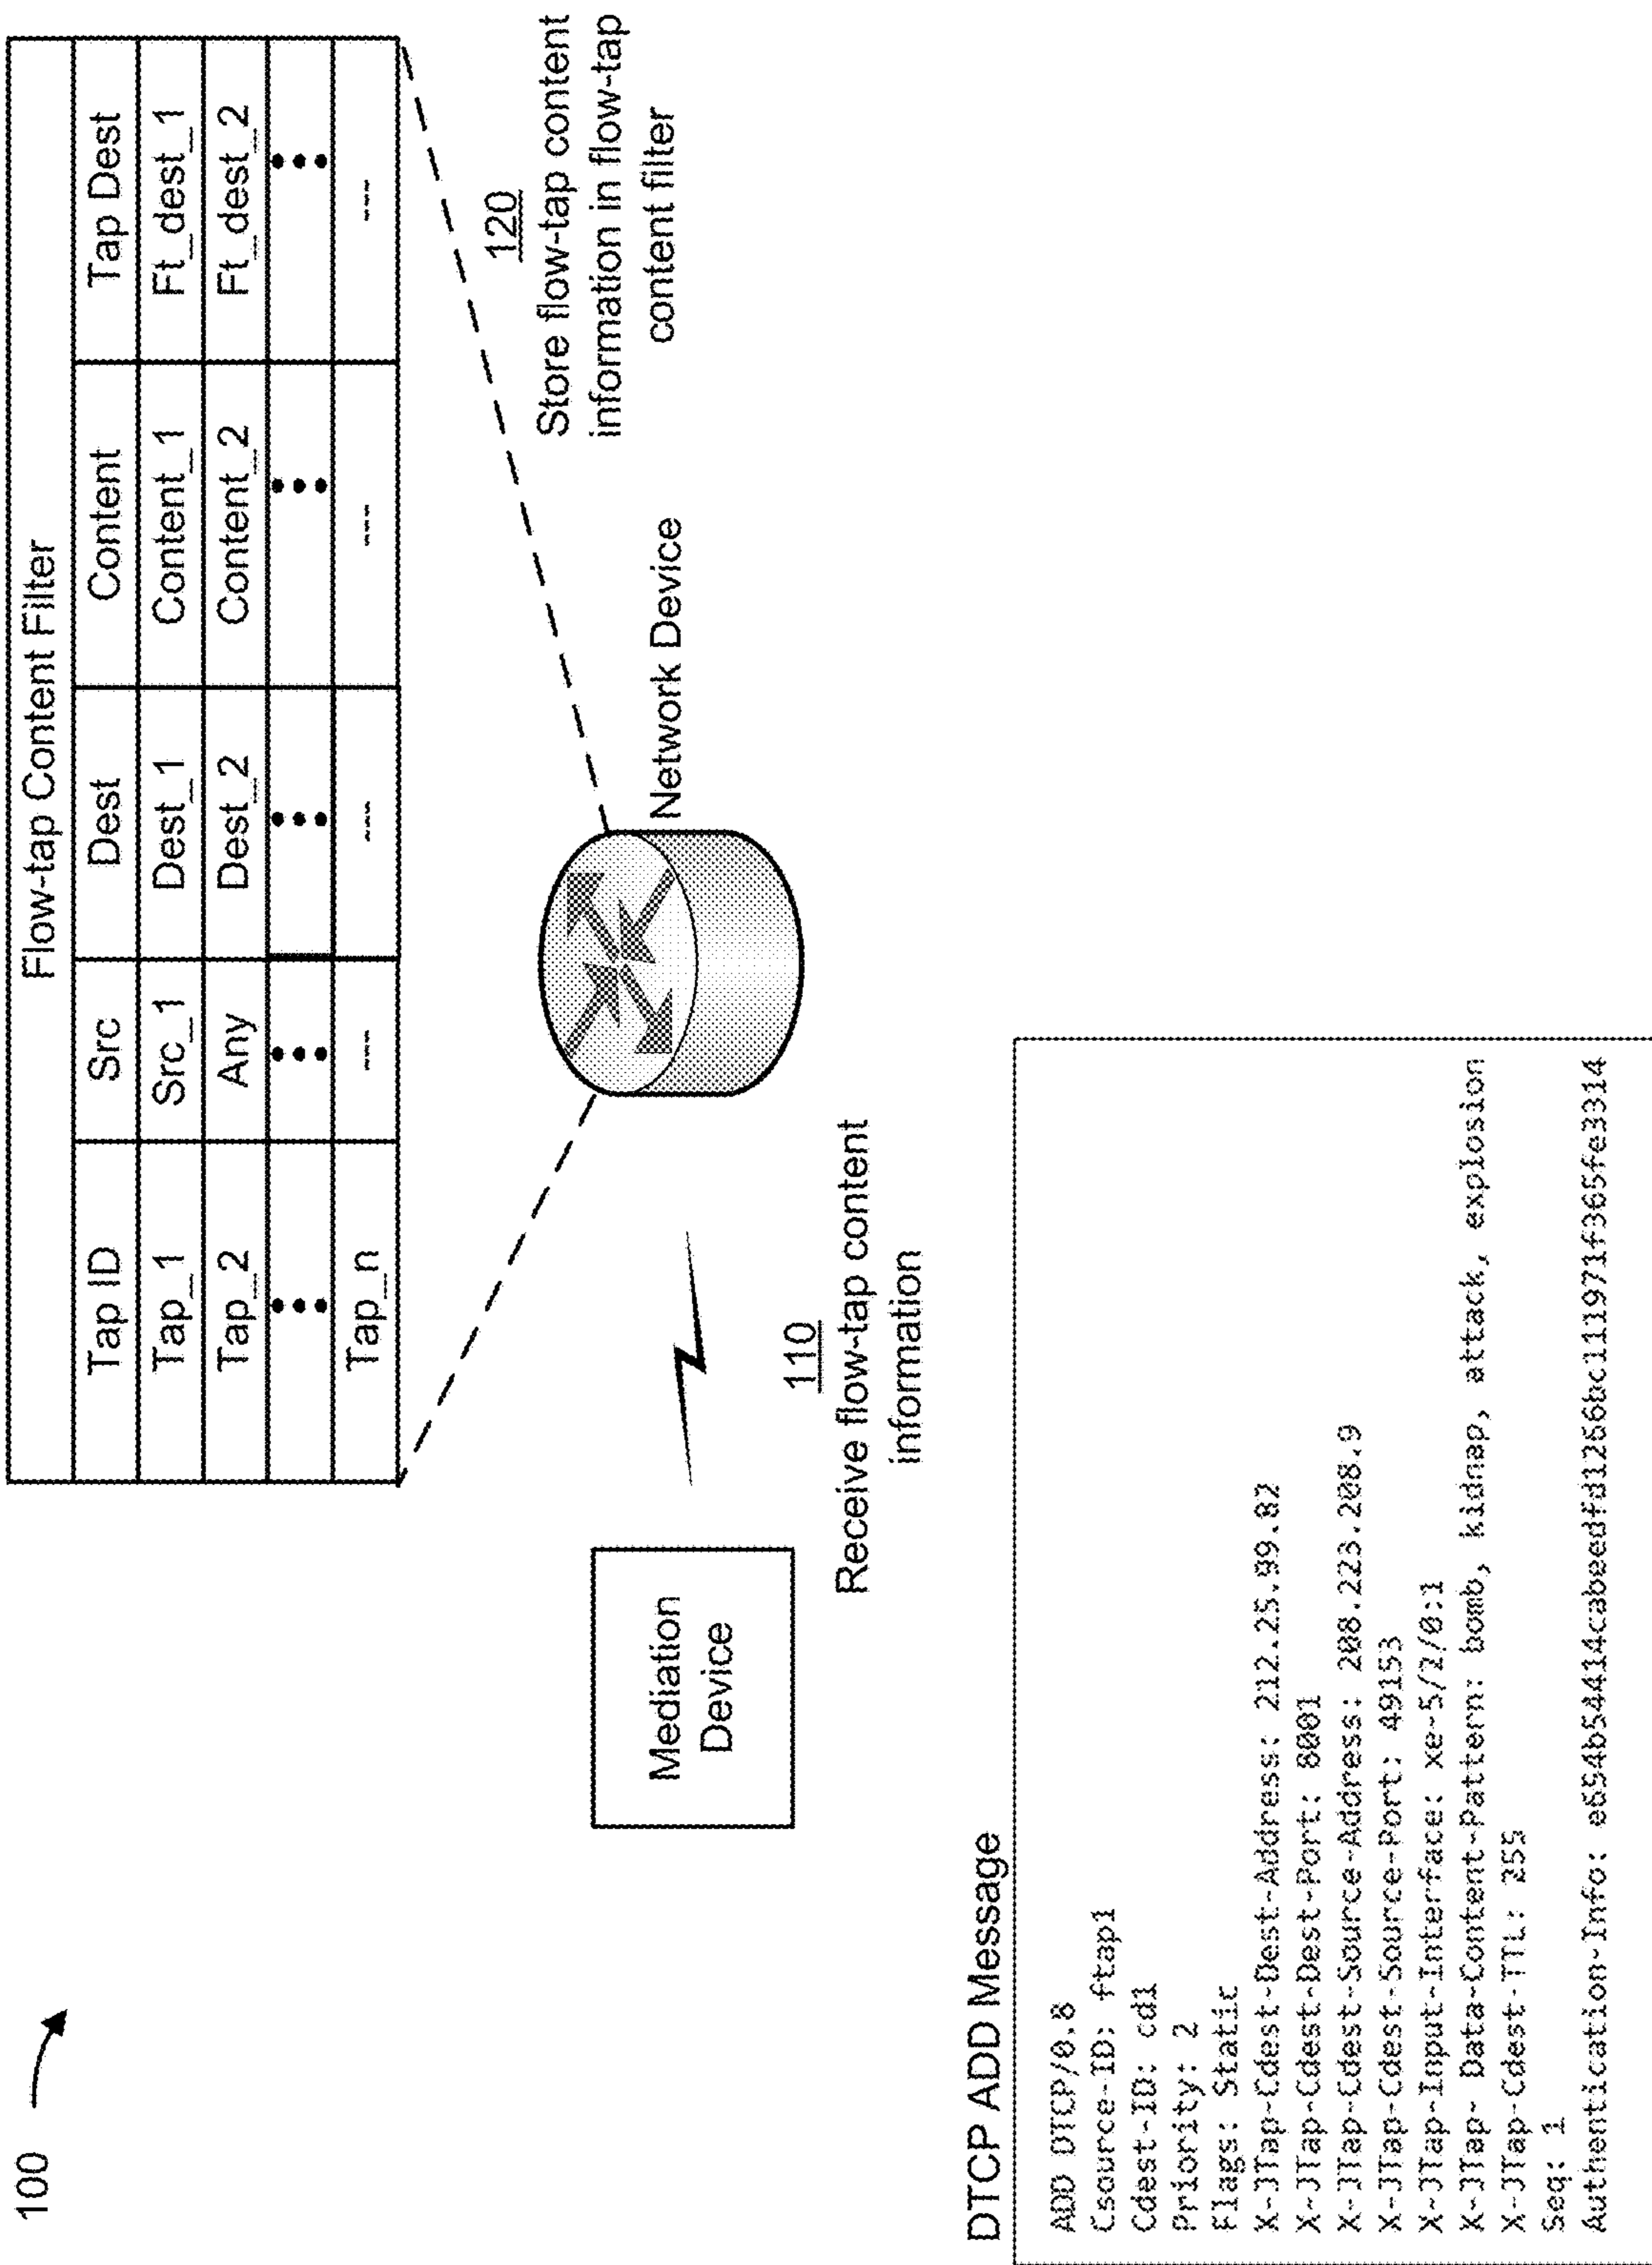 100
Flow-tap Content Filter
Tap ID Src Dest Content Tap Dest
Tap_1 Src_1 Dest_1 Content_1 Ft_dest_1
Tap_2 Any Dest_2 Content_2 Ft_dest_2
Tap_n --- --- --- ---
120
Store flow-tap content
information in flow-tap
content filter
Network Device
Mediation
Device
110
Receive flow-tap content
information
DTCP ADD Message
ADD DTCP/0.8
Csource-ID: ftap1
Cdest-ID: cd1
Priority: 2
Flags: Static
X-JTap-Cdest-Dest-Address: 212.25.99.82
X-JTap-Cdest-Dest-Port: 8001
X-JTap-Cdest-Source-Address: 208.223.208.9
X-JTap-Cdest-Source-Port: 49153
X-JTap-Input-Interface: xe-5/2/0:1
X-JTap- Data-Content-Pattern: bomb, kidnap, attack, explosion
X-JTap-Cdest-TTL: 255
Seq: 1
Authentication-Info: